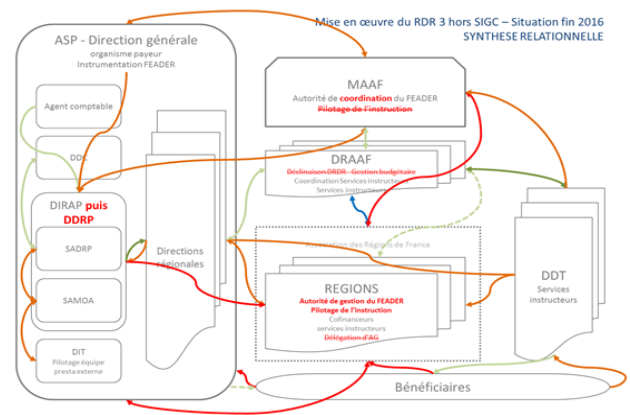 Mise en œuvre du RDR 3 hors SIGC – Situation fin 2016
SYNTHESE RELATIONNELLE
ASP - Direction générale
organisme payeur
Instrumentation FEADER
Agent comptable
DDC
DIRAP puis
DDRP
SADRP
SAMOA
DIT
Pilotage équipe
presta externe
Directions
régionales
MAAF
Autorité de coordination du FEADER
Pilotage de l'instruction
DRAAF
Déclinaison DRDR - Gestion budgétaire
Coordination Services instructeurs
Services instructeurs
Association des Régions de France
REGIONS
Autorité de gestion du FEADER
Pilotage de l'Instruction
Cofinanceurs
services instructeurs
Délégation d'AG
DDT
Services
instructeurs
Bénéficiaires